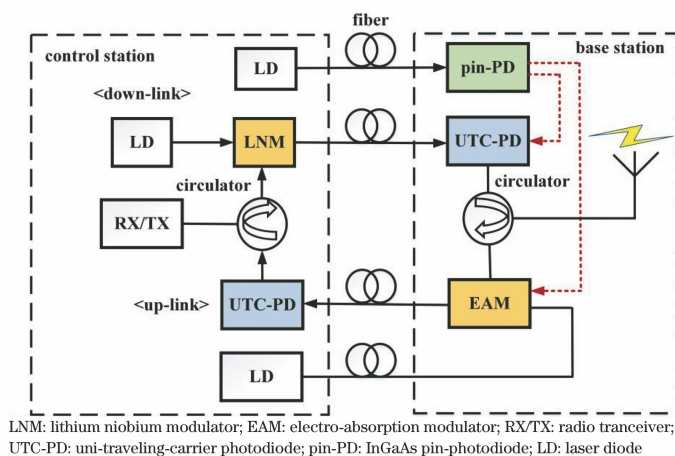 fiber
control station
base station
LD
pin-PD
<down-link>
LD
LNM
UTC-PD
circulator
circulator
RX/TX
<up-link>
UTC-PD
EAM
LD
LNM: lithium niobium modulator; EAM: electro-absorption modulator; RX/TX: radio tranceiver;
UTC-PD: uni-traveling-carrier photodiode; pin-PD: InGaAs pin-photodiode; LD: laser diode